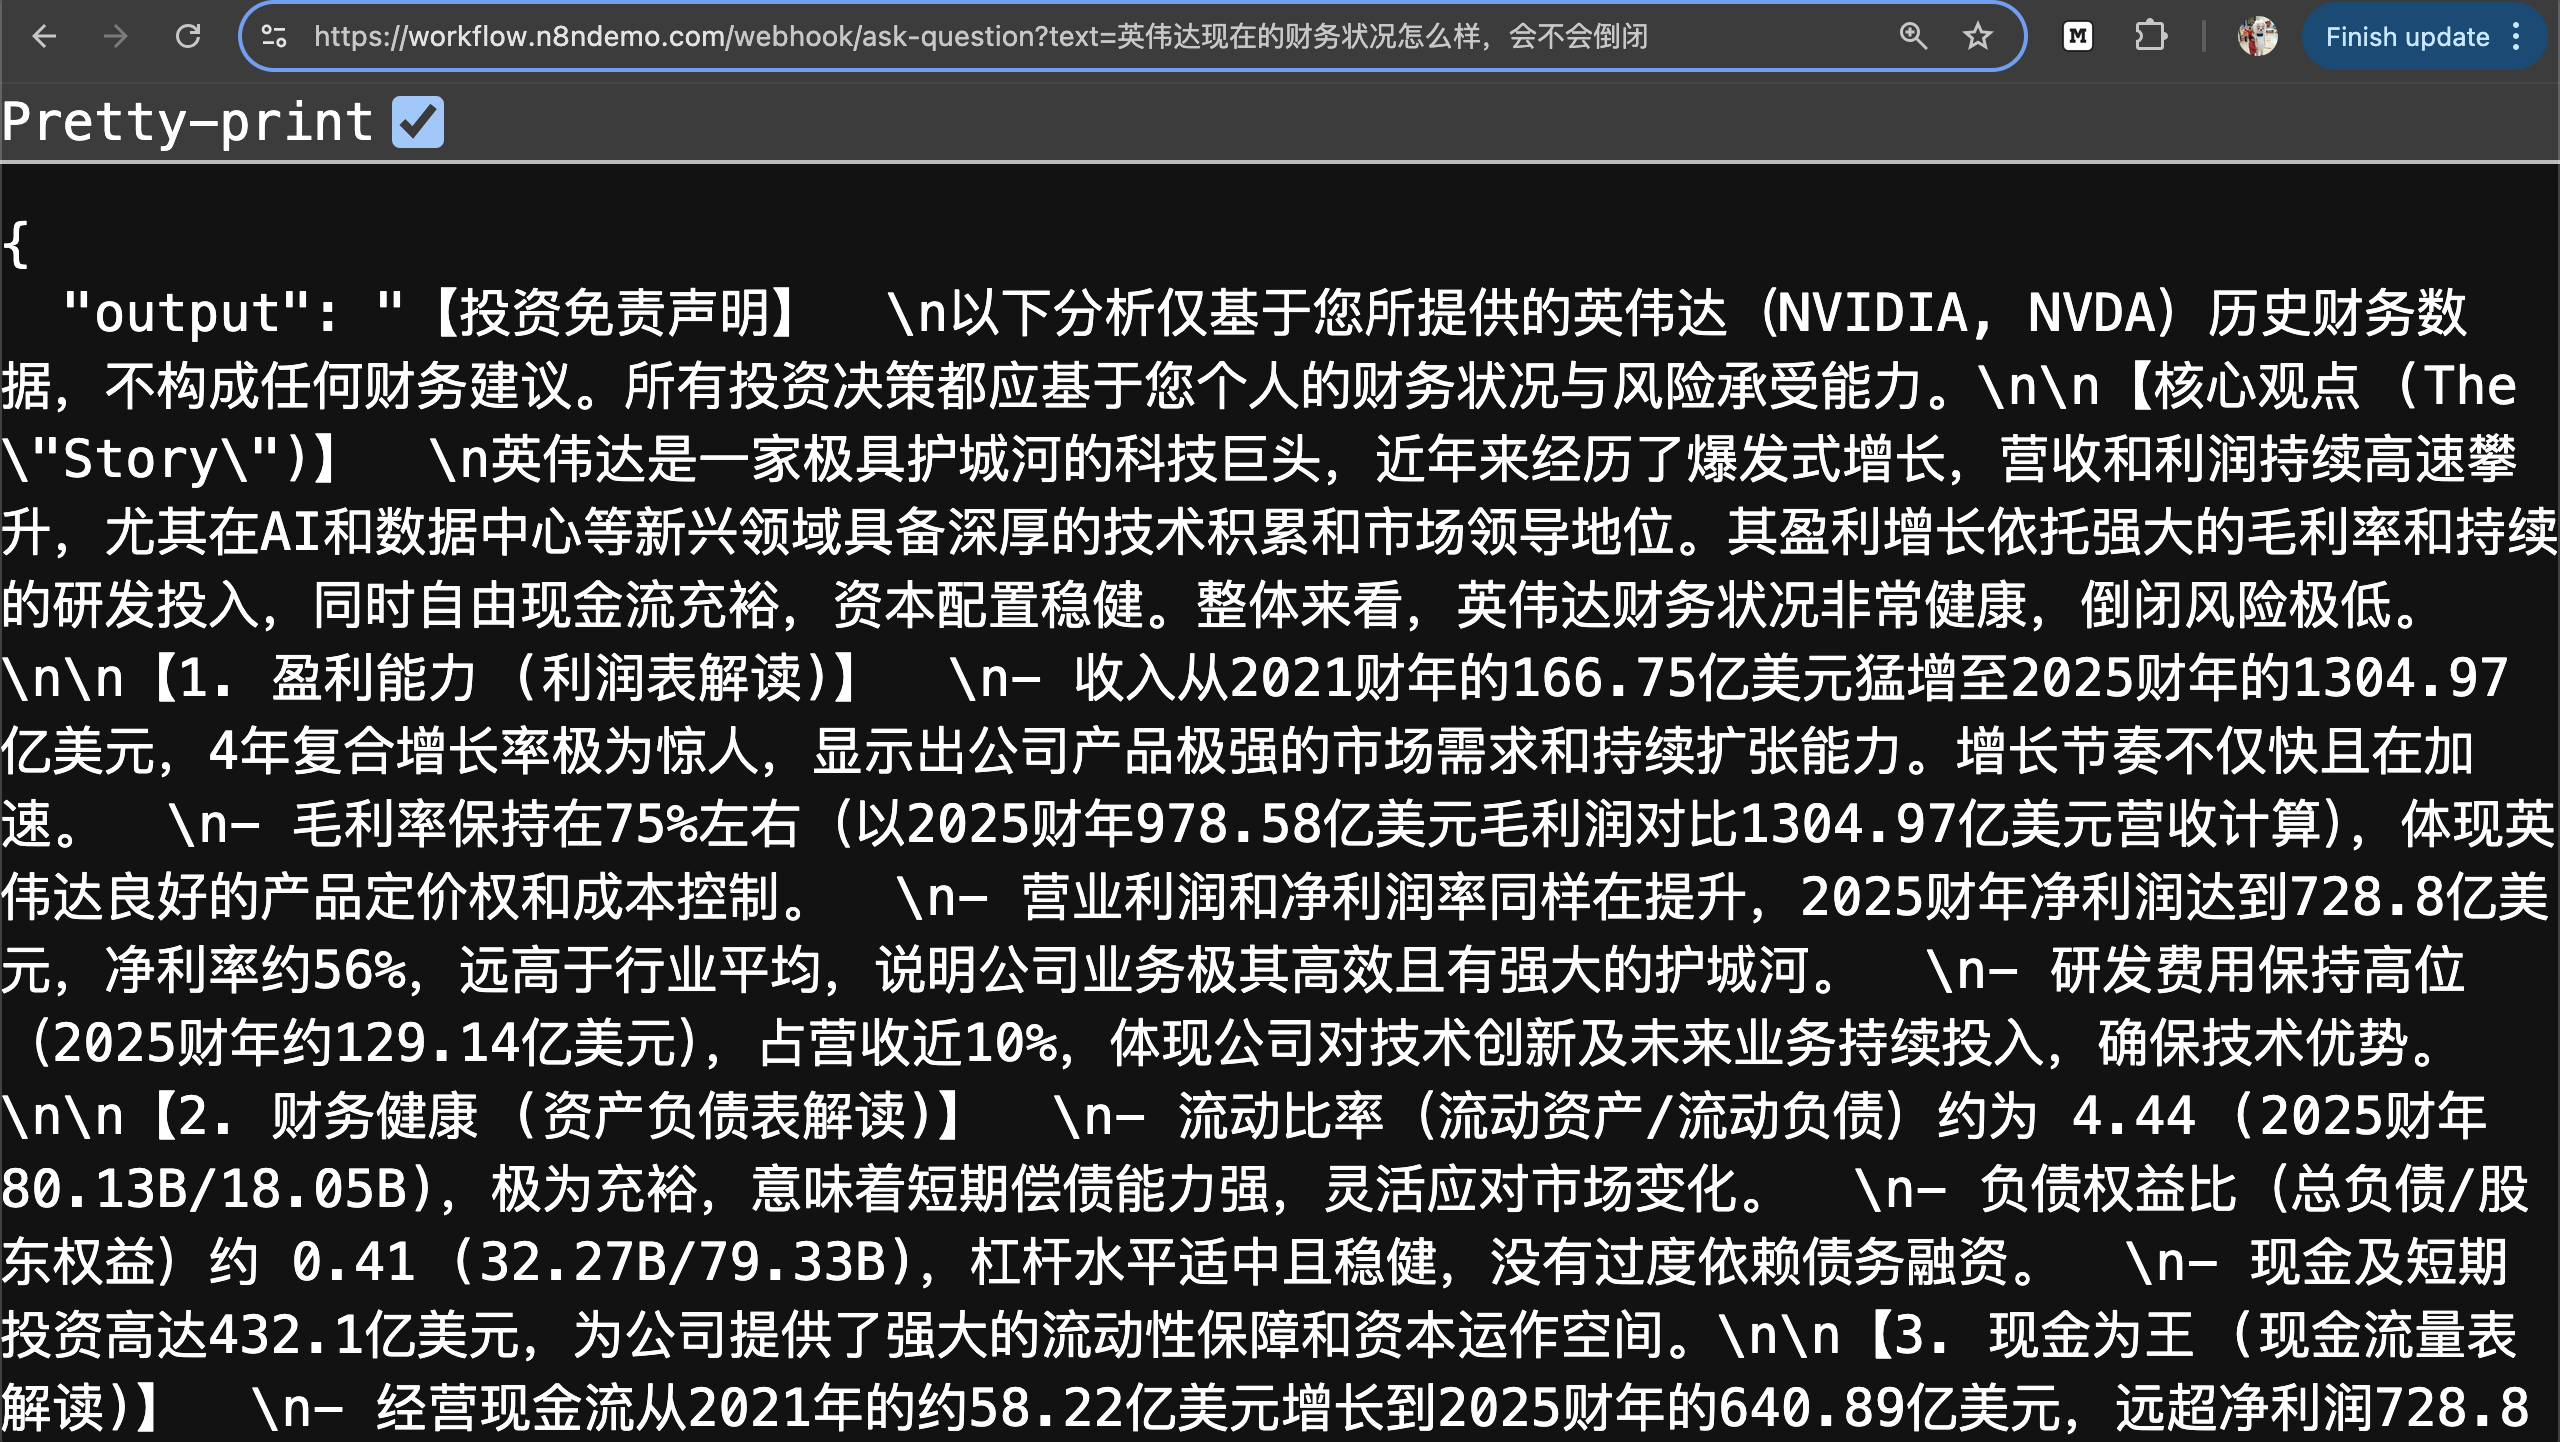 https://workflow.n8ndemo.com/webhook/ask-question?text=英伟达现在的财务状况怎么样，会不会倒闭
M
Finish update
Pretty-print
{
"output": "【投资免责声明】  \n以下分析仅基于您所提供的英伟达（NVIDIA, NVDA）历史财务数
据，不构成任何财务建议。所有投资决策都应基于您个人的财务状况与风险承受能力。\n\n【核心观点 (The
\"Story\")】  \n英伟达是一家极具护城河的科技巨头，近年来经历了爆发式增长，营收和利润持续高速攀
升，尤其在AI和数据中心等新兴领域具备深厚的技术积累和市场领导地位。其盈利增长依托强大的毛利率和持续
的研发投入，同时自由现金流充裕，资本配置稳健。整体来看，英伟达财务状况非常健康，倒闭风险极低。
\n\n【1. 盈利能力 (利润表解读)】  \n- 收入从2021财年的166.75亿美元猛增至2025财年的1304.97
亿美元，4年复合增长率极为惊人，显示出公司产品极强的市场需求和持续扩张能力。增长节奏不仅快且在加
速。  \n- 毛利率保持在75%左右（以2025财年978.58亿美元毛利润对比1304.97亿美元营收计算），体现英
伟达良好的产品定价权和成本控制。  \n- 营业利润和净利润率同样在提升，2025财年净利润达到728.8亿美
元，净利率约56%，远高于行业平均，说明公司业务极其高效且有强大的护城河。  \n- 研发费用保持高位
（2025财年约129.14亿美元），占营收近10%，体现公司对技术创新及未来业务持续投入，确保技术优势。
\n\n【2. 财务健康 (资产负债表解读)】  \n- 流动比率（流动资产/流动负债）约为 4.44 (2025财年
80.13B/18.05B)，极为充裕，意味着短期偿债能力强，灵活应对市场变化。  \n- 负债权益比（总负债/股
东权益）约 0.41 (32.27B/79.33B)，杠杆水平适中且稳健，没有过度依赖债务融资。  \n- 现金及短期
投资高达432.1亿美元，为公司提供了强大的流动性保障和资本运作空间。\n\n【3. 现金为王 (现金流量表
解读)】  \n- 经营现金流从2021年的约58.22亿美元增长到2025财年的640.89亿美元，远超净利润728.8